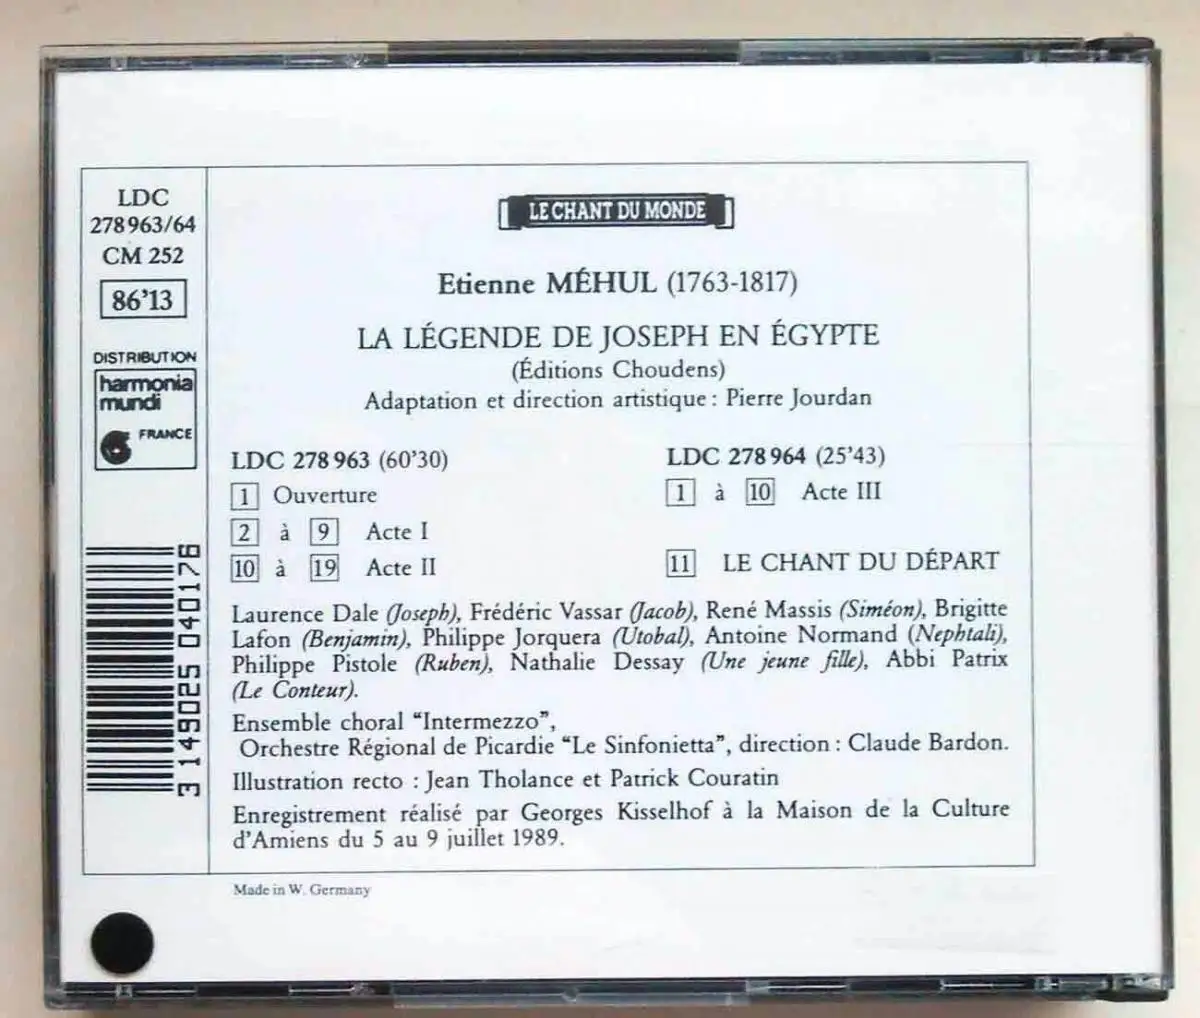 LDC
278963/64
CM 252
86'13
DISTRIBUTION
harmonia
mundi
FRANCE
3 149025 040176
LE CHANT DU MONDE
Etienne MÉHUL (1763-1817)
LA LÉGENDE DE JOSEPH EN ÉGYPTE
(Éditions Choudens)
Adaptation et direction artistique : Pierre Jourdan
LDC 278963 (60'30)
1 Ouverture
2 à 9 Acte I
10 à 19 Acte II
LDC 278964 (25'43)
1 à 10 Acte III
11 LE CHANT DU DÉPART
Laurence Dale (Joseph), Frédéric Vassar (Jacob), René Massis (Siméon), Brigitte
Lafon (Benjamin), Philippe Jorquera (Utobal), Antoine Normand (Nephtali),
Philippe Pistole (Ruben), Nathalie Dessay (Une jeune fille), Abbi Patrix
(Le Conteur).
Ensemble choral “Intermezzo”,
Orchestre Régional de Picardie “Le Sinfonietta”, direction : Claude Bardon.
Illustration recto : Jean Tholance et Patrick Couratin
Enregistrement réalisé par Georges Kisselhof à la Maison de la Culture
d'Amiens du 5 au 9 juillet 1989.
Made in W. Germany